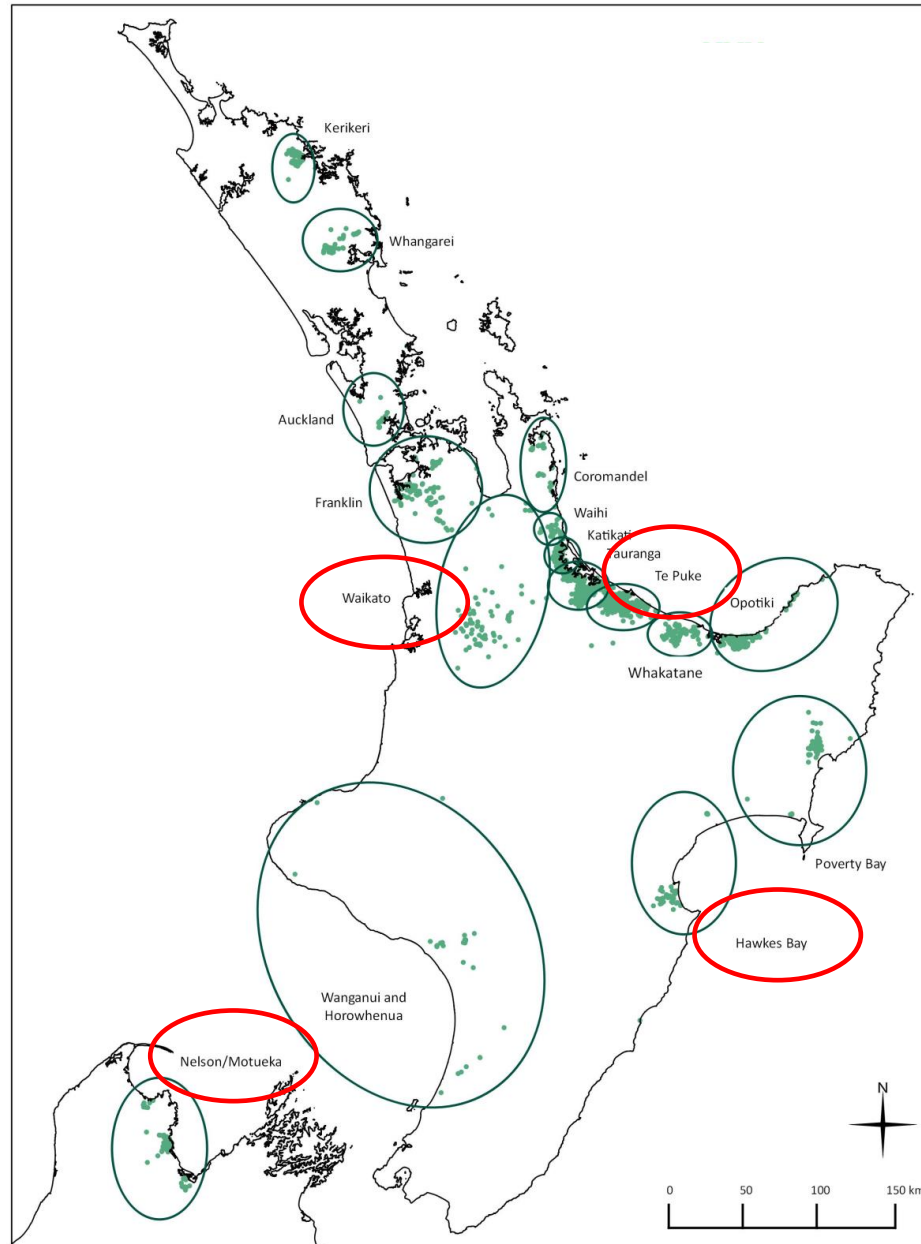 Kerikeri
Whangarei
Auckland
Coromandel
Franklin
Waihi
Katikati
Tauranga
Te Puke
Waikato
Opotiki
Whakatane
Poverty Bay
Hawkes Bay
Wanganui and
Horowhenua
Nelson/Motueka
N
0 50 100 150 km